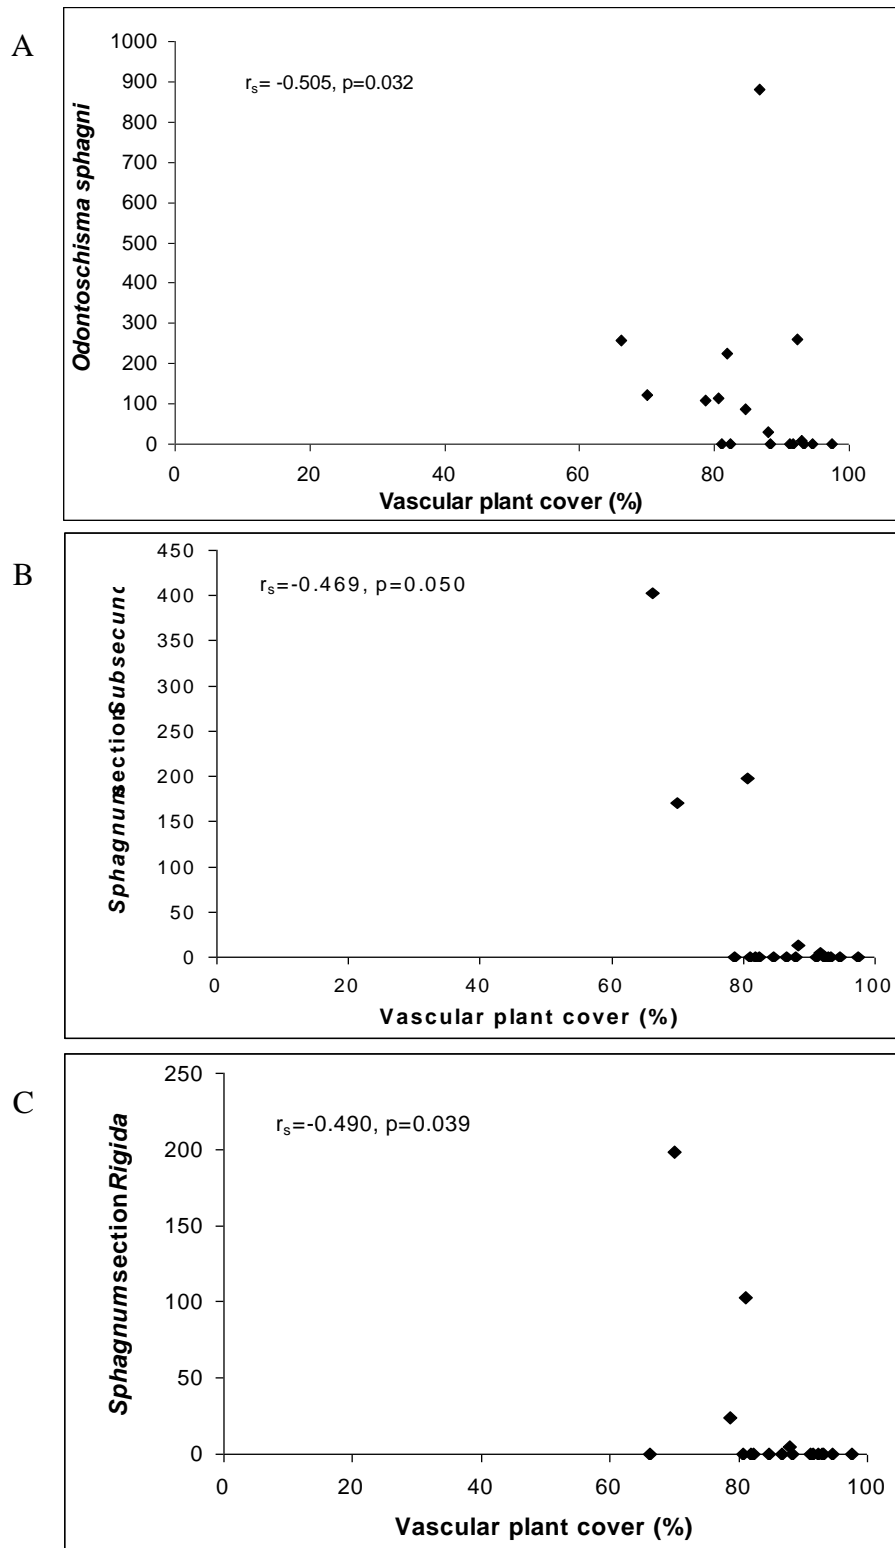 A
Odontoschisma sphagni
1000
900
800
700
600
500
400
300
200
100
0
r_s= -0.505, p=0.032
0 20 40 60 80 100
Vascular plant cover (%)
B
Sphagnum section Subsecund
450
400
350
300
250
200
150
100
50
0
r_s=-0.469, p=0.050
0 20 40 60 80 100
Vascular plant cover (%)
C
Sphagnum section Rigida
250
200
150
100
50
0
r_s=-0.490, p=0.039
0 20 40 60 80 100
Vascular plant cover (%)